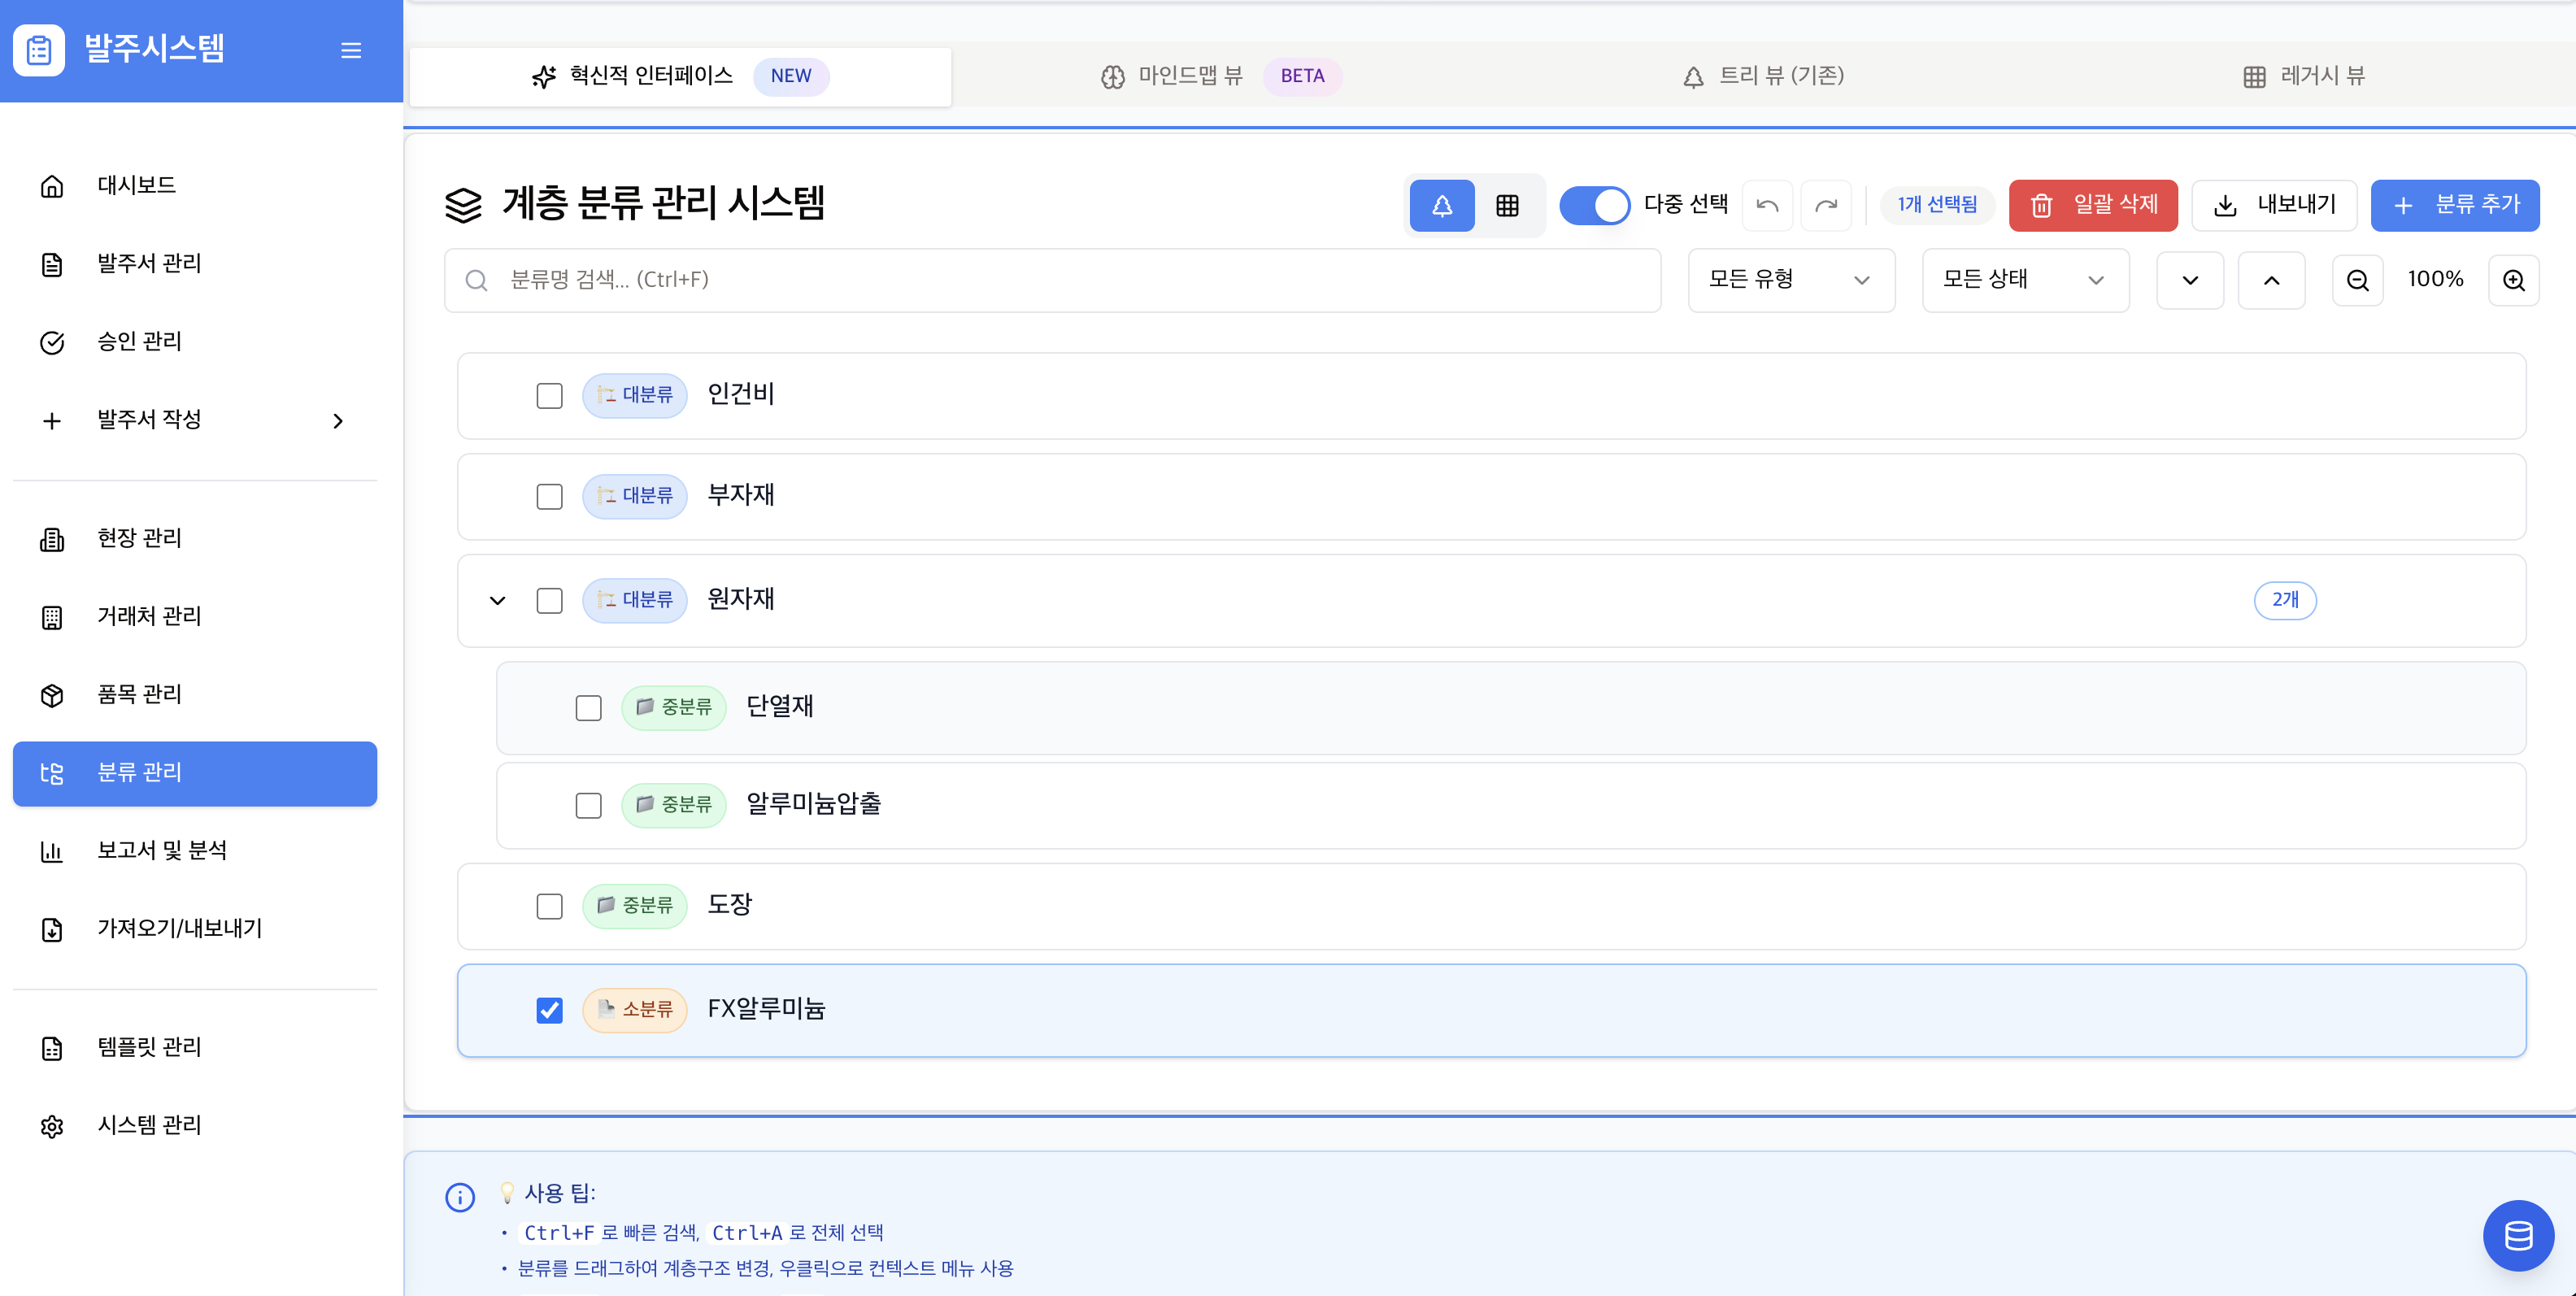 발주시스템
대시보드
발주서 관리
승인 관리
발주서 작성
현장 관리
거래처 관리
품목 관리
분류 관리
보고서 및 분석
가져오기/내보내기
템플릿 관리
시스템 관리
혁신적 인터페이스 NEW
마인드맵 뷰 BETA
트리 뷰 (기존)
레거시 뷰
계층 분류 관리 시스템
다중 선택
1개 선택됨
일괄 삭제
내보내기
분류 추가
분류명 검색... (Ctrl+F)
모든 유형
모든 상태
100%
대분류 인건비
대분류 부자재
대분류 원자재 2개
중분류 단열재
중분류 알루미늄압출
중분류 도장
소분류 FX알루미늄
사용 팁:
• Ctrl+F 로 빠른 검색, Ctrl+A 로 전체 선택
• 분류를 드래그하여 계층구조 변경, 우클릭으로 컨텍스트 메뉴 사용